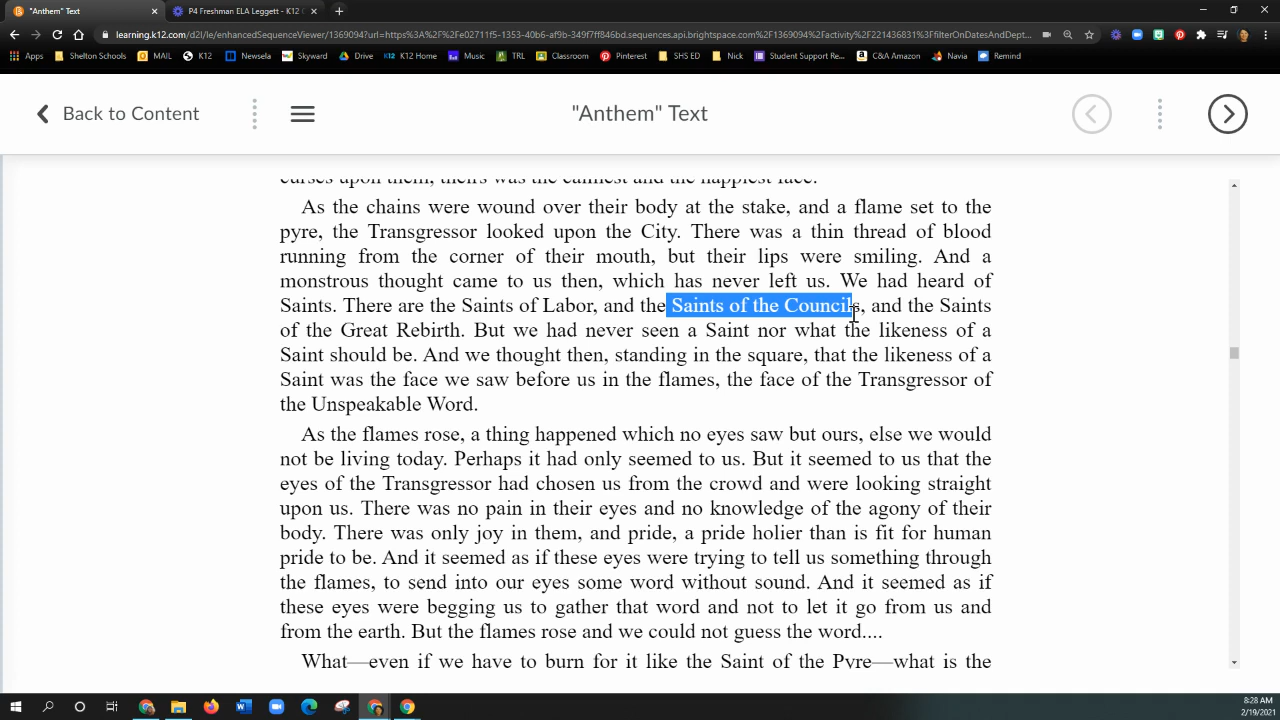 "Anthem" Text
P4 Freshman ELA Leggett - K12
learning.k12.com/d2l/le/enhancedSequenceViewer/1369094?url=https%3A%2F%2Fe02711f5-1353-40b6-af9b-349f7ff846bd.sequences.api.brightspace.com%2F1369094%2Factivity%2F221436831%3FfilterOnDatesAndDept...
Apps Shelton Schools MAIL K12 Newsela Skyward Drive K12 Home Music TRL Classroom Pinterest SHS ED Nick Student Support Re... C&A Amazon Navia Remind
Back to Content
"Anthem" Text
curses upon them, theirs was the calmest and the happiest face.
As the chains were wound over their body at the stake, and a flame set to the
pyre, the Transgressor looked upon the City. There was a thin thread of blood
running from the corner of their mouth, but their lips were smiling. And a
monstrous thought came to us then, which has never left us. We had heard of
Saints. There are the Saints of Labor, and the Saints of the Councils, and the Saints
of the Great Rebirth. But we had never seen a Saint nor what the likeness of a
Saint should be. And we thought then, standing in the square, that the likeness of a
Saint was the face we saw before us in the flames, the face of the Transgressor of
the Unspeakable Word.
As the flames rose, a thing happened which no eyes saw but ours, else we would
not be living today. Perhaps it had only seemed to us. But it seemed to us that the
eyes of the Transgressor had chosen us from the crowd and were looking straight
upon us. There was no pain in their eyes and no knowledge of the agony of their
body. There was only joy in them, and pride, a pride holier than is fit for human
pride to be. And it seemed as if these eyes were trying to tell us something through
the flames, to send into our eyes some word without sound. And it seemed as if
these eyes were begging us to gather that word and not to let it go from us and
from the earth. But the flames rose and we could not guess the word....
What—even if we have to burn for it like the Saint of the Pyre—what is the
8:28 AM
2/19/2021